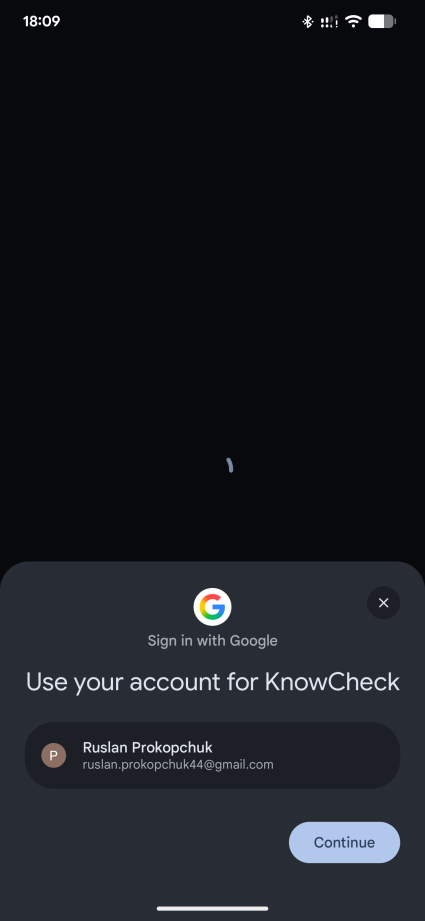 18:09
Sign in with Google
Use your account for KnowCheck
P
Ruslan Prokopchuk
ruslan.prokopchuk44@gmail.com
Continue